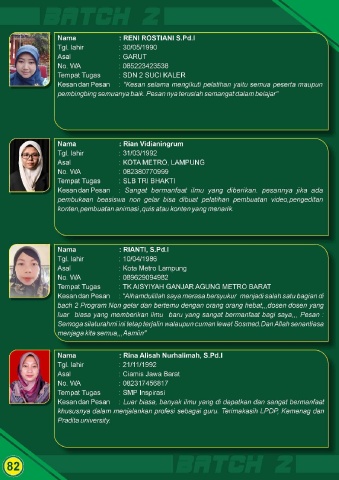 BATCH 2
Nama : RENI ROSTIANI S.Pd.I
Tgl. lahir : 30/05/1990
Asal : GARUT
No. WA : 085223423536
Tempat Tugas : SDN 2 SUCI KALER
Kesan dan Pesan : "Kesan selama mengikuti pelatihan yaitu semua peserta maupun
pembingbing semuanya baik. Pesan nya teruslah semangat dalam belajar"
Nama : Rian Vidianingrum
Tgl. lahir : 31/03/1992
Asal : KOTA METRO, LAMPUNG
No. WA : 082380770999
Tempat Tugas : SLB TRI BHAKTI
Kesan dan Pesan : Sangat bermanfaat ilmu yang diberikan. pesannya jika ada
pembukaan beasiswa non gelar bisa dibuat pelatihan pembuatan video,pengeditan
konten,pembuatan animasi ,quis atau konten yang menarik.
Nama : RIANTI, S.Pd.I
Tgl. lahir : 10/04/1986
Asal : Kota Metro Lampung
No. WA : 089629094982
Tempat Tugas : TK AISYIYAH GANJAR AGUNG METRO BARAT
Kesan dan Pesan : "Alhamdulillah saya merasa bersyukur menjadi salah satu bagian di
bach 2 Program Non gelar dan bertemu dengan orang orang hebat,,,dosen dosen yang
luar biasa yang memberikan ilmu baru yang sangat bermanfaat bagi saya,,, Pesan :
Semoga silaturahmi ini tetap terjalin walaupun cuman lewat Sosmed.Dan Allah senantiasa
menjaga kita semua,,,Aamiin"
Nama : Rina Alisah Nurhalimah, S.Pd.I
Tgl. lahir : 21/11/1992
Asal : Ciamis Jawa Barat
No. WA : 082317456817
Tempat Tugas : SMP Inspirasi
Kesan dan Pesan : Luar biasa, banyak ilmu yang di dapatkan dan sangat bermanfaat
khususnya dalam menjalankan profesi sebagai guru. Terimakasih LPDP, Kemenag dan
Pradita university.
82
BATCH 2